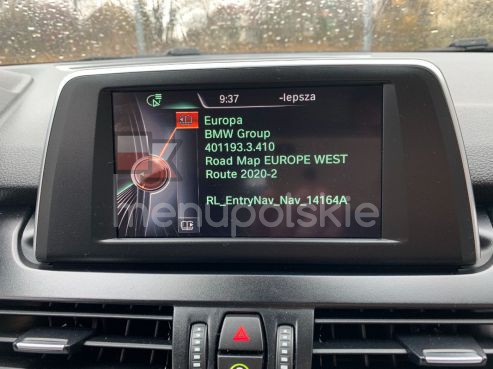 9:37 -lepsza
Europa
BMW Group
401193.3.410
Road Map EUROPE WEST
Route 2020-2
RL_EntryNav_Nav_14164A
menupolskie